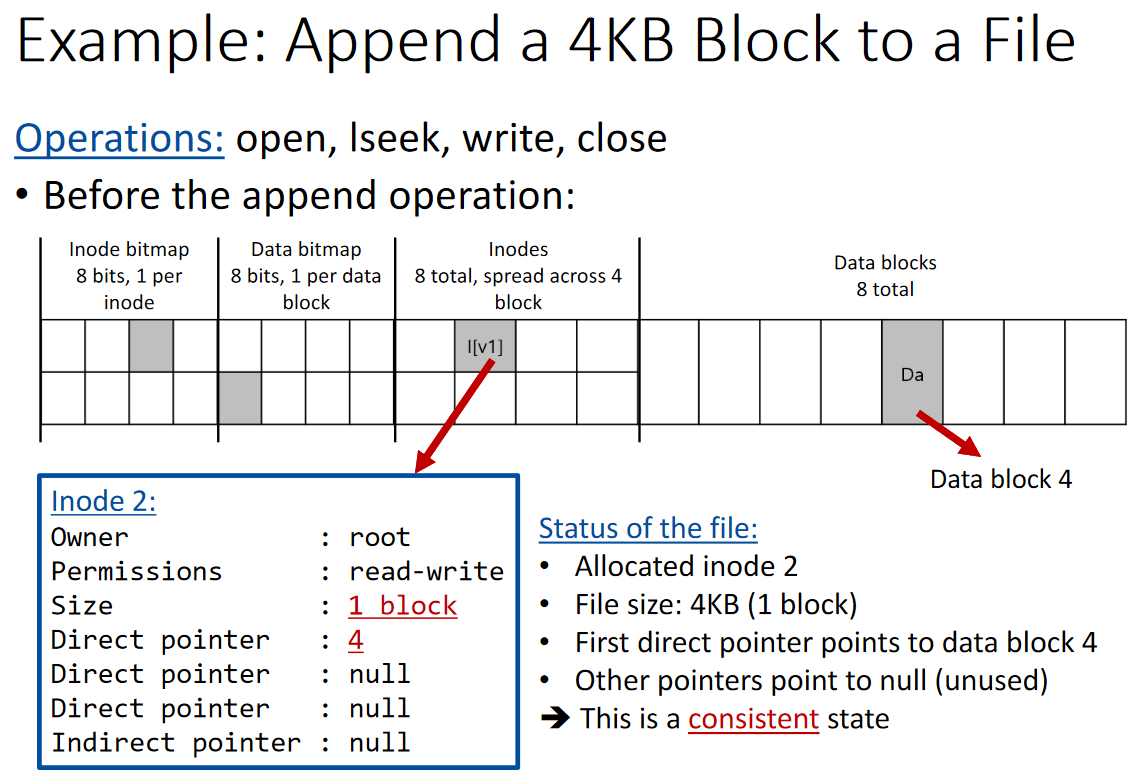 Example: Append a 4KB Block to a File
Operations: open, lseek, write, close
• Before the append operation:
Inode bitmap
8 bits, 1 per
inode
Data bitmap
8 bits, 1 per data
block
Inodes
8 total, spread across 4
block
Data blocks
8 total
I[v1]
Da
Data block 4
Inode 2:
Owner : root
Permissions : read-write
Size : 1 block
Direct pointer : 4
Direct pointer : null
Direct pointer : null
Indirect pointer : null
Status of the file:
• Allocated inode 2
• File size: 4KB (1 block)
• First direct pointer points to data block 4
• Other pointers point to null (unused)
➔ This is a consistent state